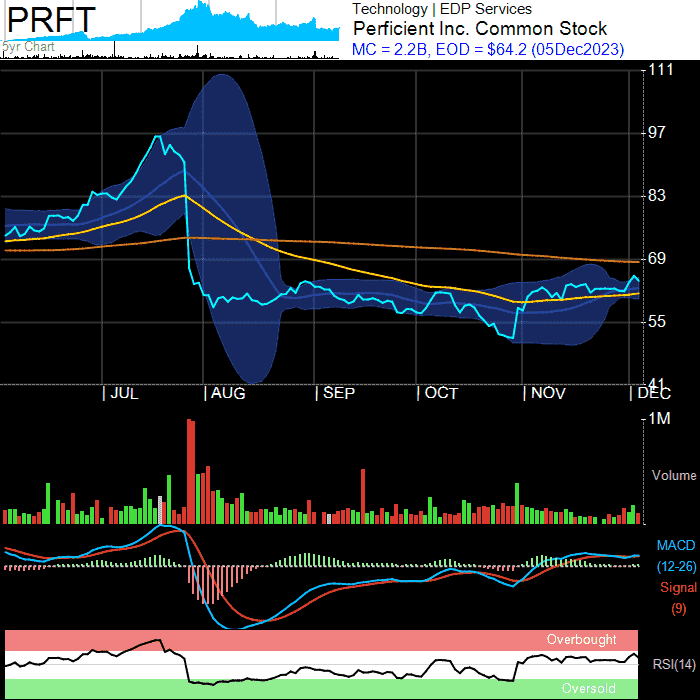 PRFT
5yr Chart
Technology | EDP Services
Perficient Inc. Common Stock
MC = 2.2B, EOD = $64.2 (05Dec2023)
111
97
83
69
55
41
| JUL | AUG | SEP | OCT | NOV | DEC
1M
Volume
MACD
(12-26)
Signal
(9)
Overbought
RSI(14)
Oversold